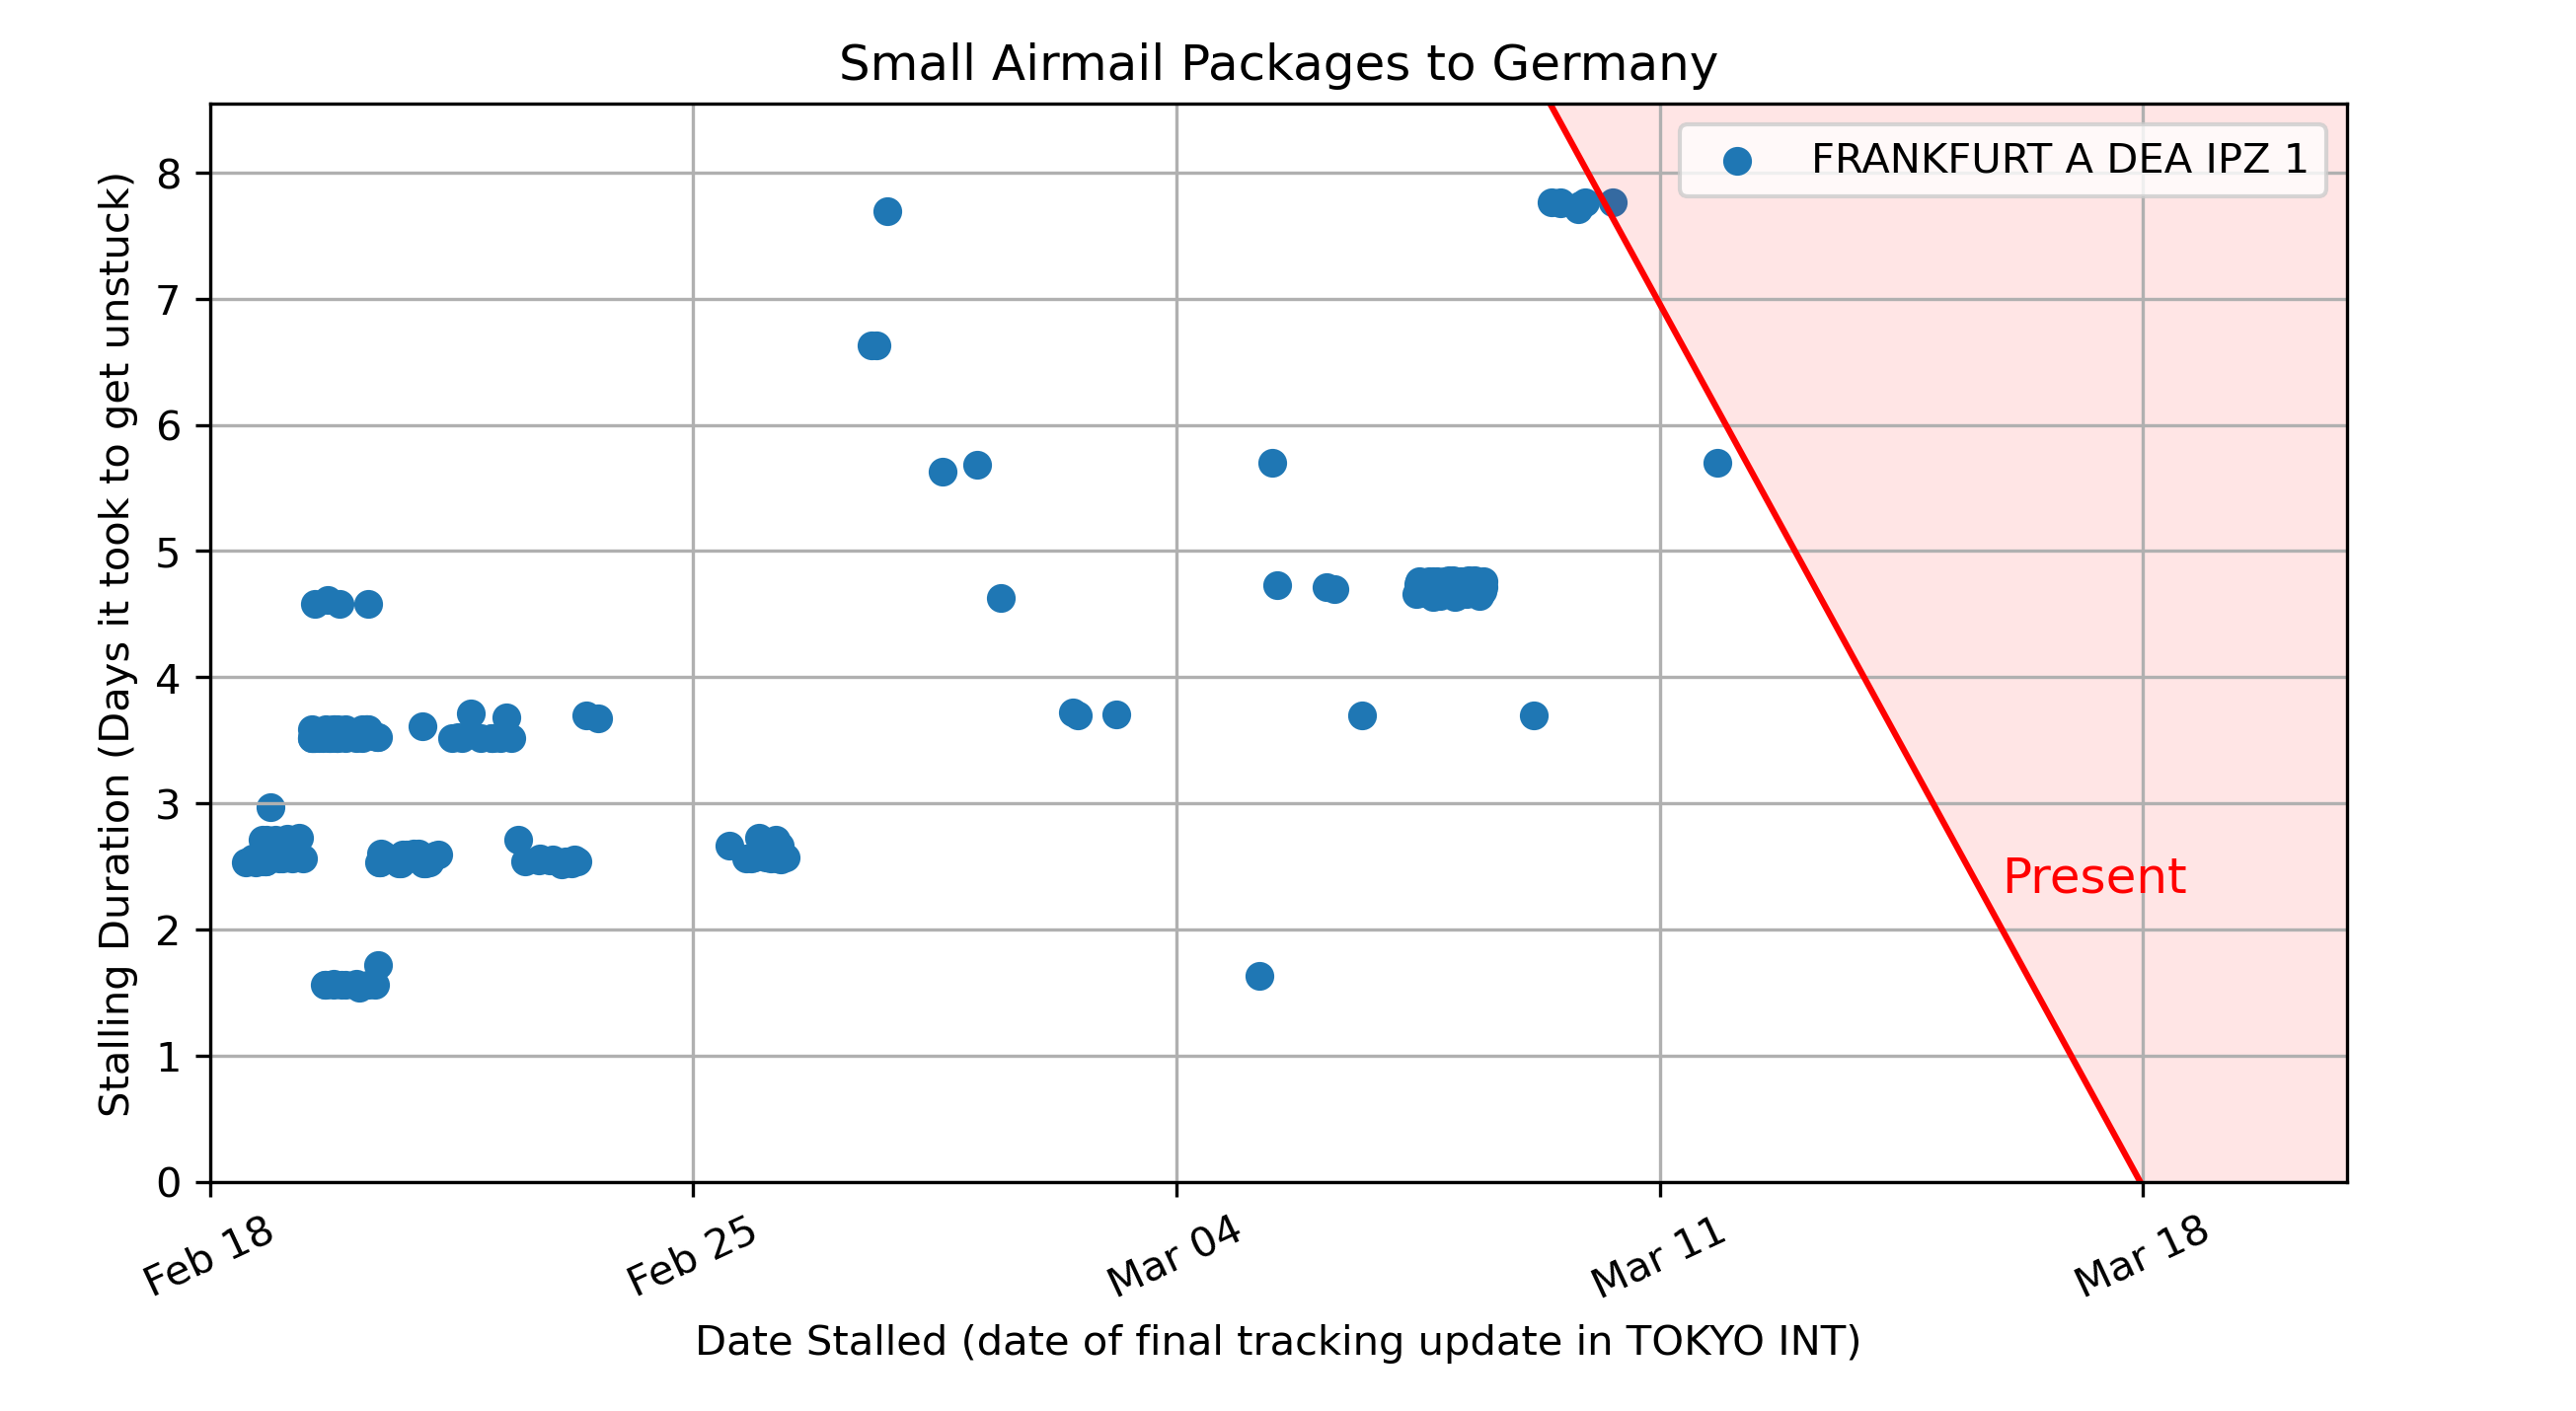 Small Airmail Packages to Germany
FRANKFURT A DEA IPZ 1
Stalling Duration (Days it took to get unstuck)
8
7
6
5
4
3
2
1
0
Present
Feb 18
Feb 25
Mar 04
Mar 11
Mar 18
Date Stalled (date of final tracking update in TOKYO INT)